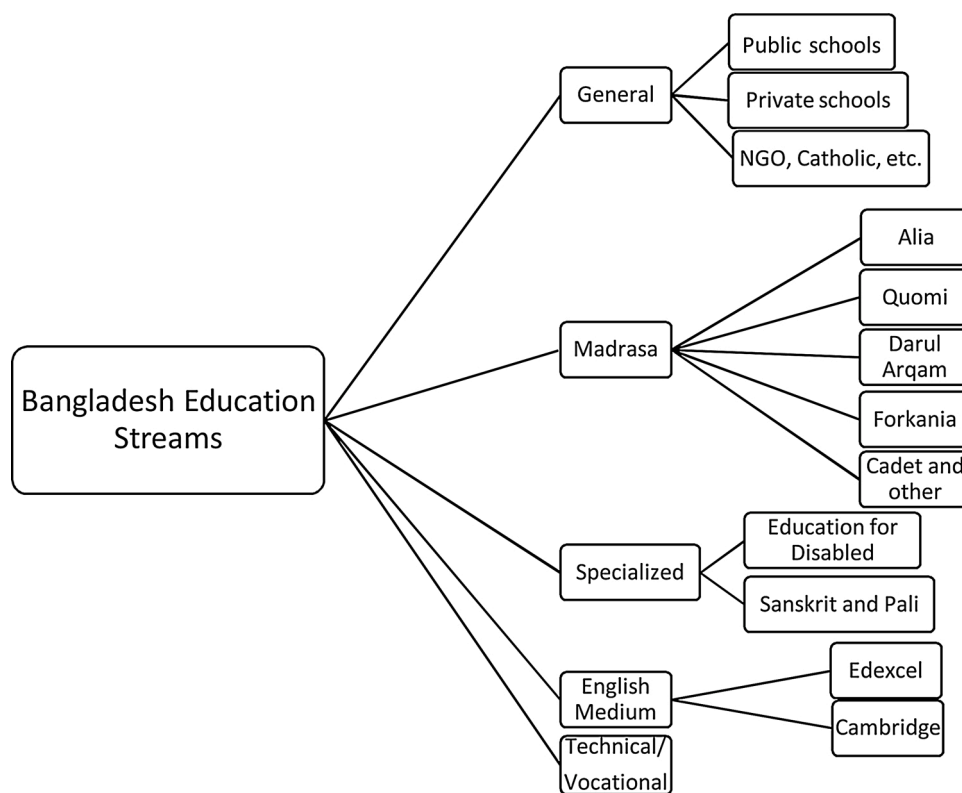 Bangladesh Education
Streams
General
Public schools
Private schools
NGO, Catholic, etc.
Madrasa
Alia
Quomi
Darul
Arqam
Forkania
Cadet and
other
Specialized
Education for
Disabled
Sanskrit and Pali
English
Medium
Edexcel
Cambridge
Technical/
Vocational